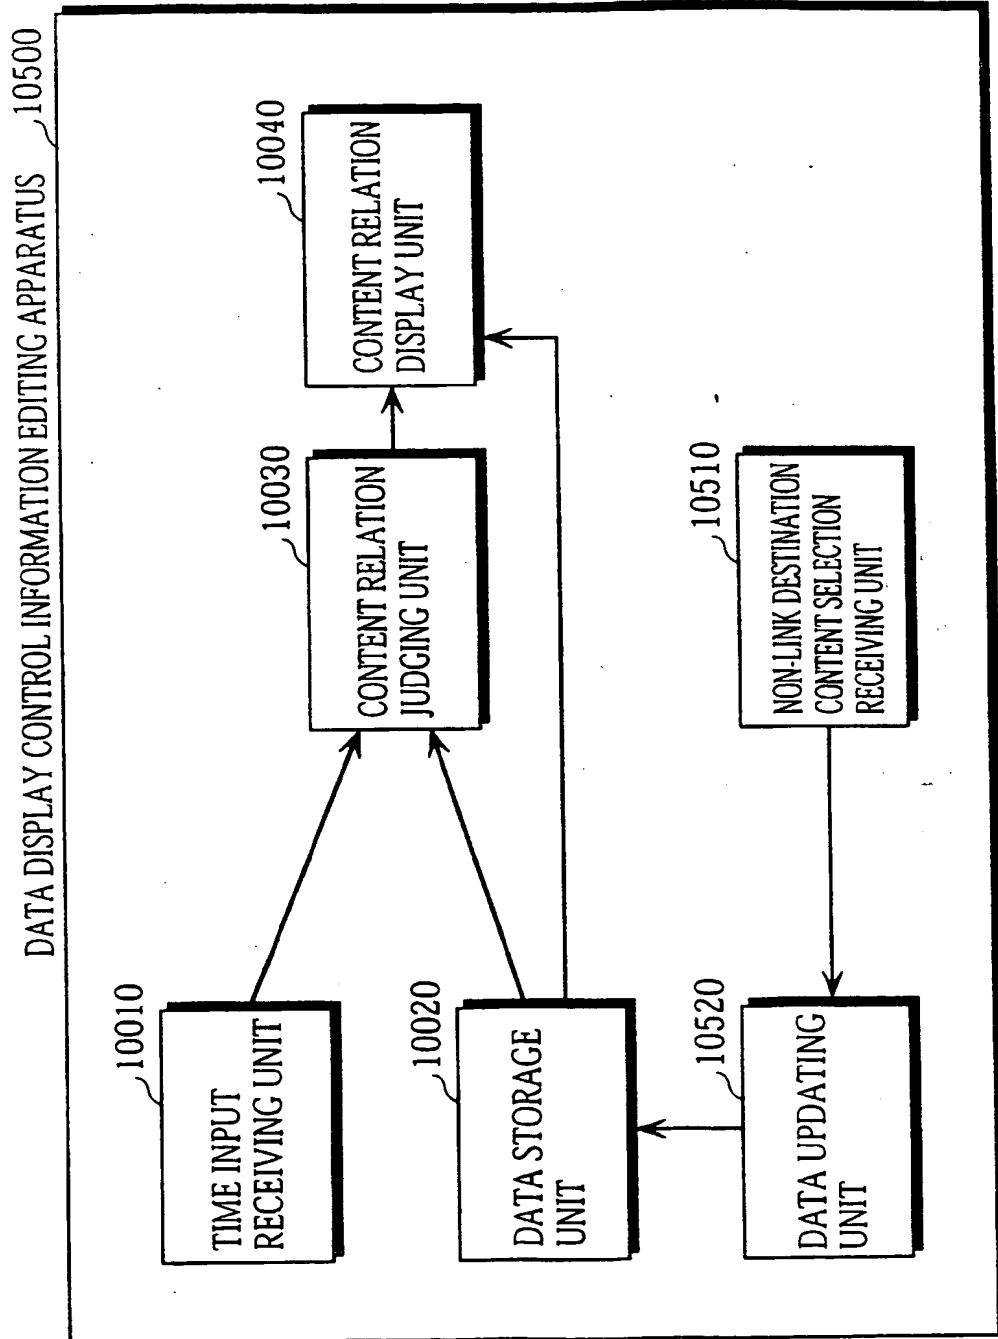 DATA DISPLAY CONTROL INFORMATION EDITING APPARATUS
10500
10010
TIME INPUT
RECEIVING UNIT
10030
CONTENT RELATION
JUDGING UNIT
10040
CONTENT RELATION
DISPLAY UNIT
10020
DATA STORAGE
UNIT
10520
DATA UPDATING
UNIT
10510
NON-LINK DESTINATION
CONTENT SELECTION
RECEIVING UNIT